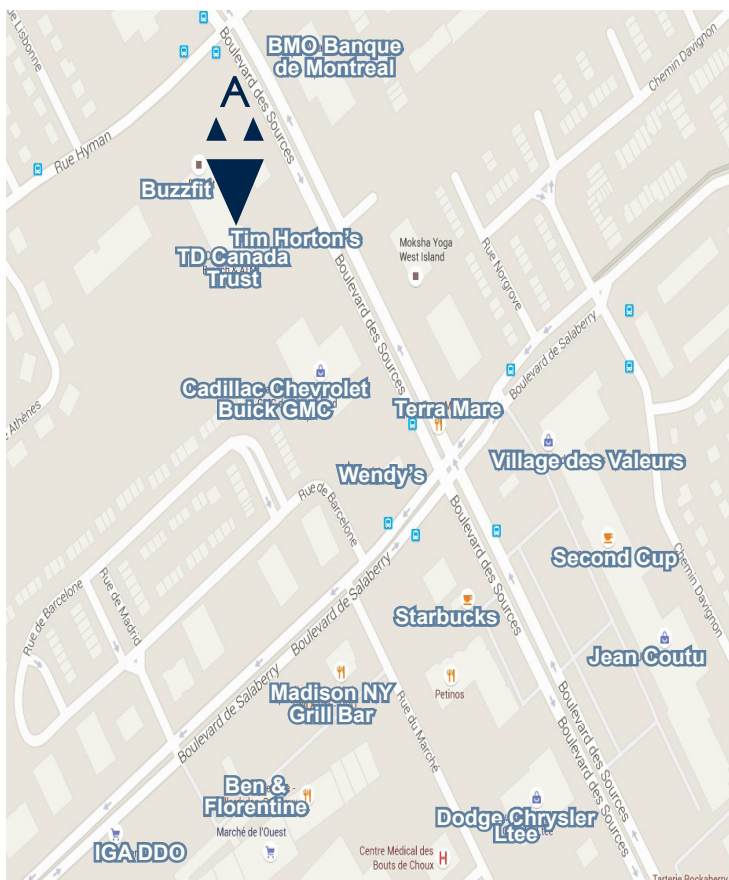 Rue Lisbonne
BMO Banque
de Montreal
Boulevard des Sources
A
Chemin Davignon
Rue Hyman
Buzzfit
Tim Horton's
TD Canada
Trust
Moksha Yoga
West Island
Rue Norgrove
Boulevard des Sources
Boulevard de Salaberry
Cadillac Chevrolet
Buick GMC
Terra Mare
Athènes
Wendy's
Village des Valeurs
Rue de Barcelone
Boulevard des Sources
Second Cup
Chemin Davignon
Rue de Barcelone
Rue de Madrid
Boulevard de Salaberry
Starbucks
Jean Coutu
Madison NY
Grill Bar
Petinos
Boulevard de Salaberry
Rue du Marché
Boulevard des Sources
Boulevard des Sources
Ben &
Florentine
Dodge Chrysler
Ltée
Marché de l'Ouest
IGA DDO
Centre Médical des
Bouts de Choux
H
Tarterie Rockaberry